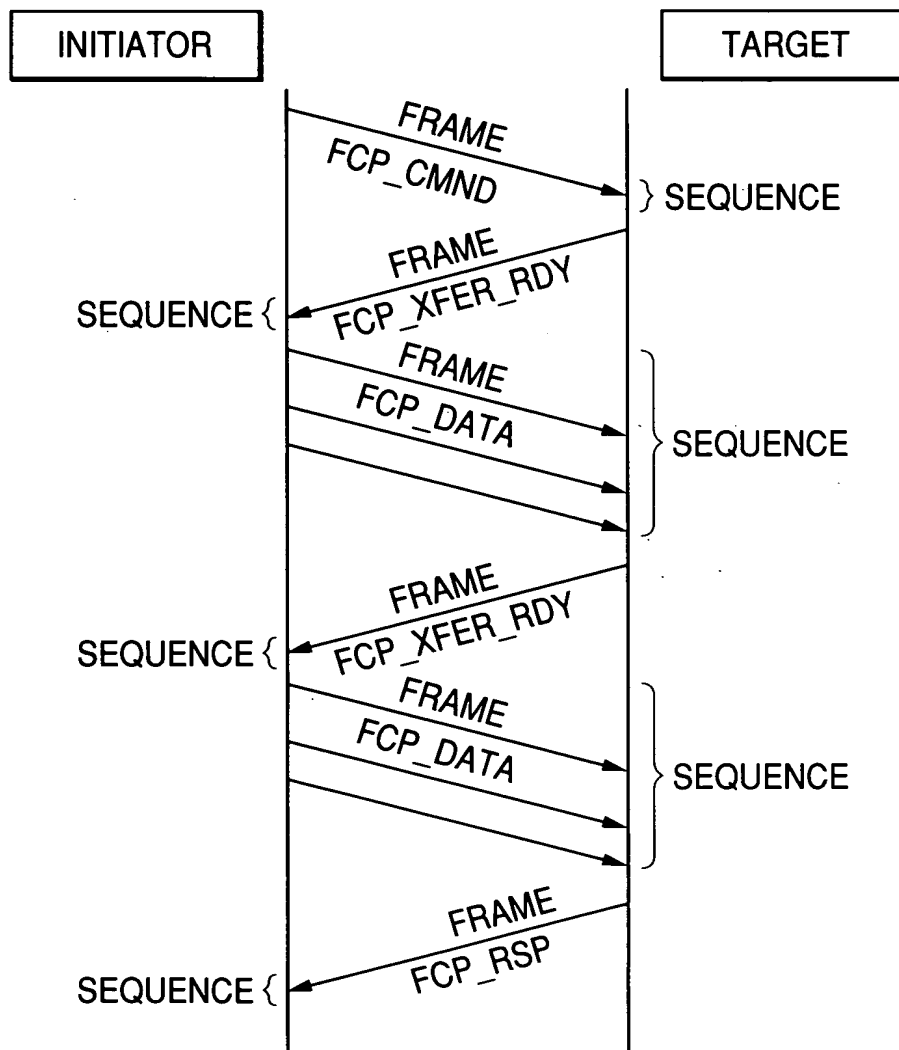 INITIATOR
TARGET
FRAME
FCP_CMND
SEQUENCE
FRAME
FCP_XFER_RDY
SEQUENCE
FRAME
FCP_DATA
SEQUENCE
FRAME
FCP_XFER_RDY
SEQUENCE
FRAME
FCP_DATA
SEQUENCE
FRAME
FCP_RSP
SEQUENCE